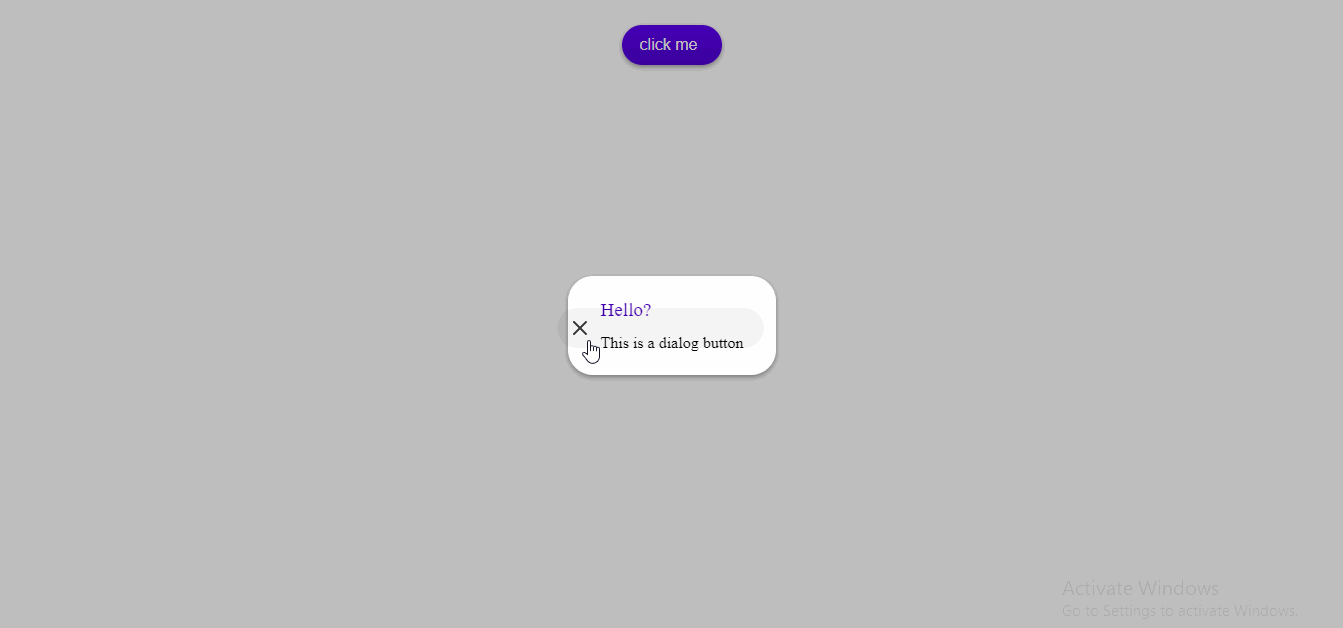 click me
Hello?
This is a dialog button
Activate Windows
Go to Settings to activate Windows.